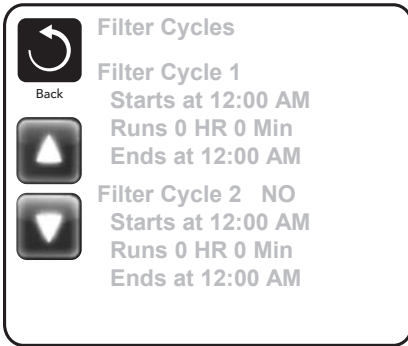 Filter Cycles
Back
Filter Cycle 1
Starts at 12:00 AM
Runs 0 HR 0 Min
Ends at 12:00 AM
Filter Cycle 2 NO
Starts at 12:00 AM
Runs 0 HR 0 Min
Ends at 12:00 AM